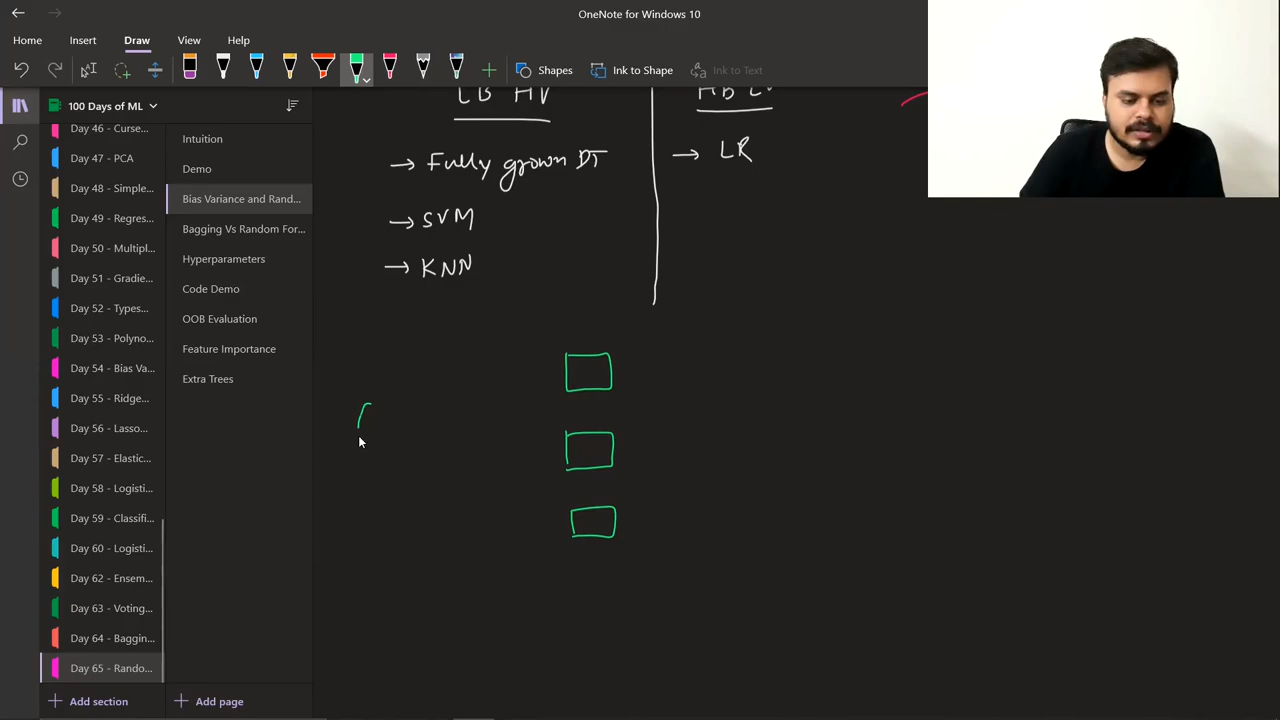 OneNote for Windows 10
Home Insert Draw View Help
Shapes
Ink to Shape
Ink to Text
100 Days of ML
Day 46 - Curse...
Day 47 - PCA
Day 48 - Simple...
Day 49 - Regres...
Day 50 - Multipl...
Day 51 - Gradie...
Day 52 - Types...
Day 53 - Polyno...
Day 54 - Bias Va...
Day 55 - Ridge...
Day 56 - Lasso...
Day 57 - Elastic...
Day 58 - Logisti...
Day 59 - Classifi...
Day 60 - Logisti...
Day 62 - Ensem...
Day 63 - Voting...
Day 64 - Baggin...
Day 65 - Rando...
Add section
Intuition
Demo
Bias Variance and Rand...
Bagging Vs Random For...
Hyperparameters
Code Demo
OOB Evaluation
Feature Importance
Extra Trees
Add page
LB HV
→ Fully grown DT
→ SVM
→ KNN
HB LV
→ LR